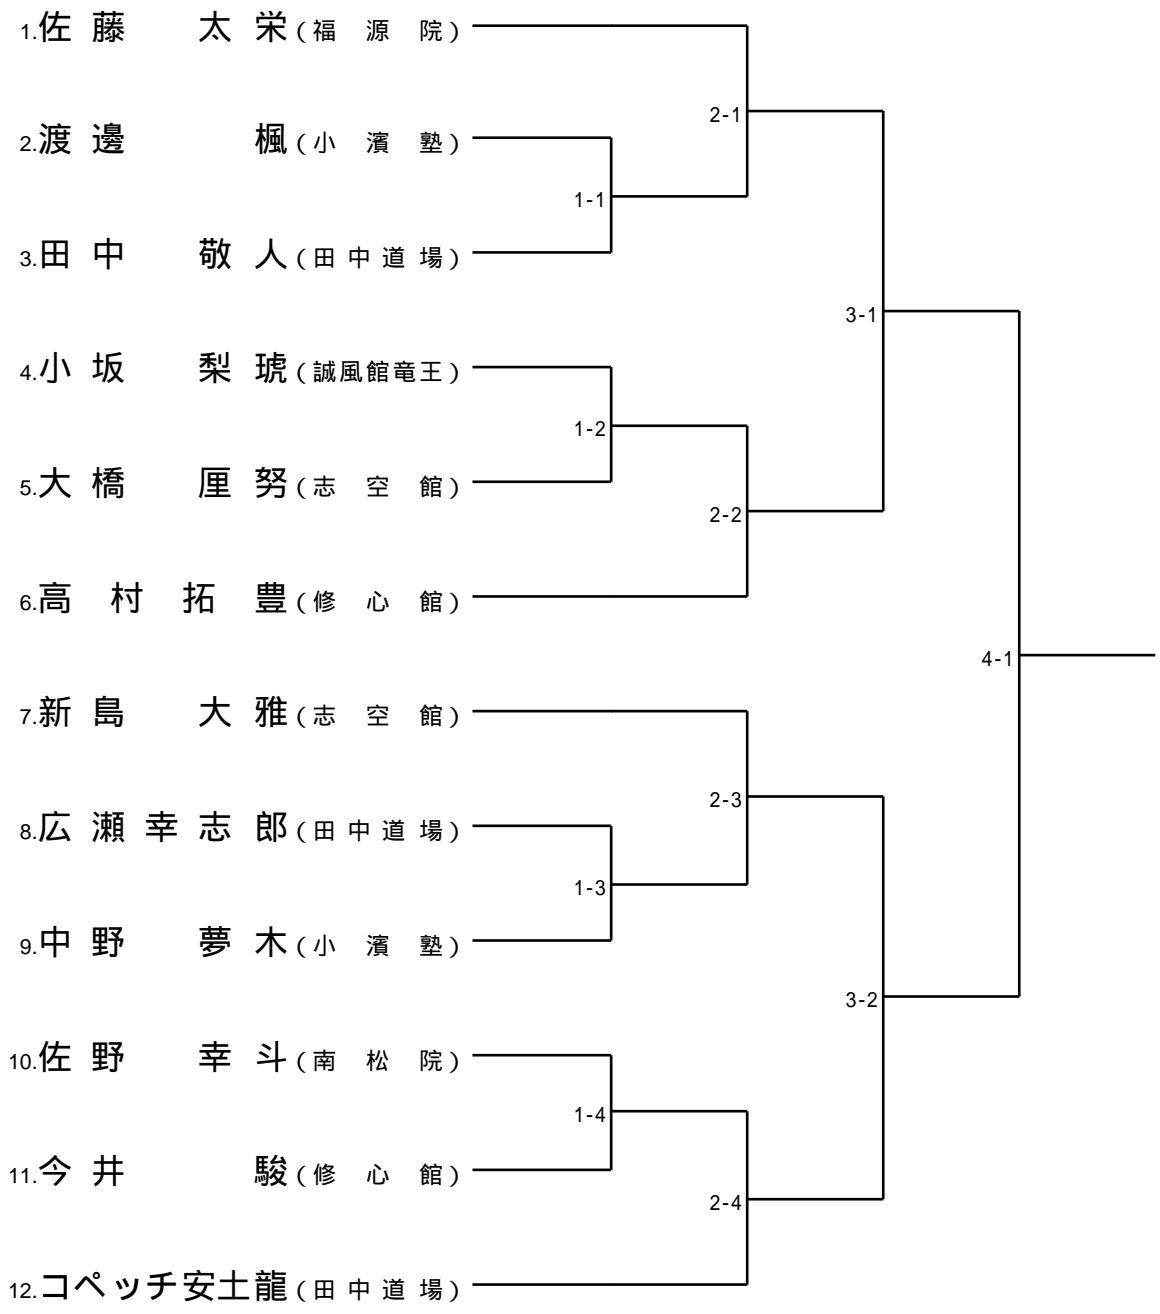 1.佐藤 太栄(福源院)
2-1
2.渡邊 楓(小濱塾)
1-1
3.田中 敬人(田中道場)
3-1
4.小坂 梨琥(誠風館竜王)
1-2
5.大橋 厘努(志空館)
2-2
6.高村拓豊(修心館)
4-1
7.新島 大雅(志空館)
2-3
8.広瀬幸志郎(田中道場)
1-3
9.中野 夢木(小濱塾)
3-2
10.佐野 幸斗(南松院)
1-4
11.今井 駿(修心館)
2-4
12.コペッチ安土龍(田中道場)